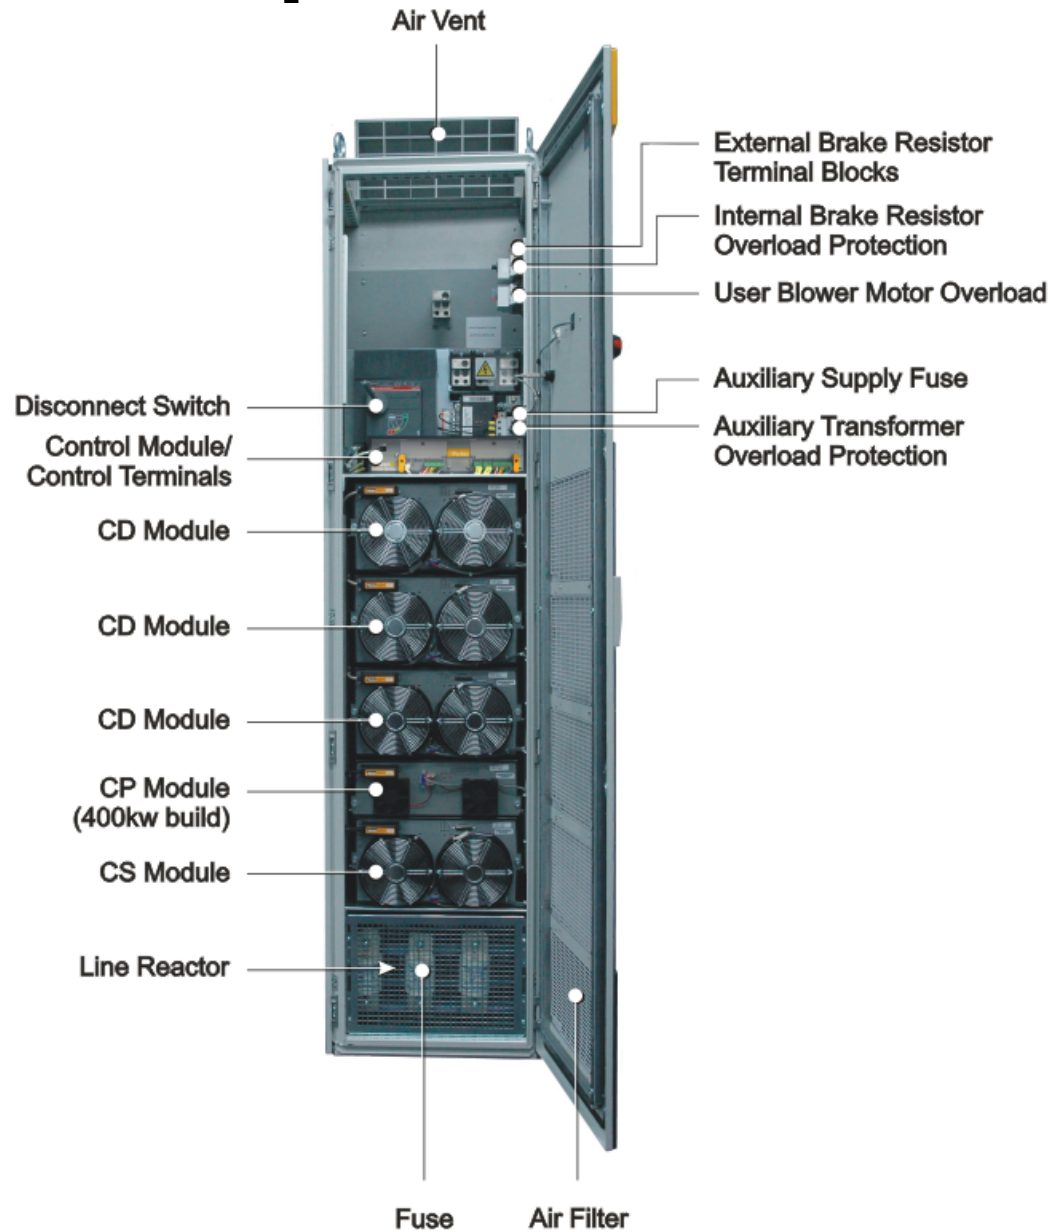 Air Vent
External Brake Resistor
Terminal Blocks
Internal Brake Resistor
Overload Protection
User Blower Motor Overload
Disconnect Switch
Auxiliary Supply Fuse
Control Module/
Control Terminals
Auxiliary Transformer
Overload Protection
CD Module
CD Module
CD Module
CP Module
(400kw build)
CS Module
Line Reactor
Fuse
Air Filter